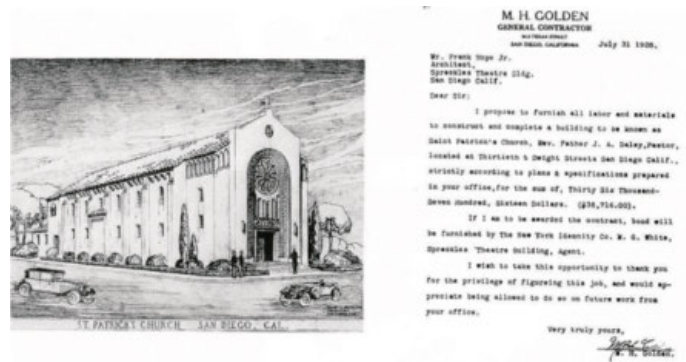 ST. PATRICK'S CHURCH SAN DIEGO, CAL.
M. H. GOLDEN
GENERAL CONTRACTOR
SAN DIEGO, CALIFORNIA July 31 1928,
Mr. Frank Hope Jr.
Architect,
Spreckles Theatre Bldg.
San Diego Calif.
Dear Sir:
I propose to furnish all labor and materials
to construct and complete a building to be known as
Saint Patrick's Church, Rev. Father J. A. Daley, Pastor,
located at Thirtieth & Dwight Streets San Diego Calif.,
strictly according to plans & specifications prepared
in your office, for the sum of, Thirty Six Thousand-
Seven Hundred, Sixteen Dollars. ($36,716.00).
If I am to be awarded the contract, bond will
be furnished by The New York Idemnity Co. M. G. White,
Spreckles Theatre Building, Agent.
I wish to take this opportunity to thank you
for the privilege of figureing this job, and would ap-
preciate being allowed to do so on future work from
your office.
Very truly yours,
M. H. Golden.